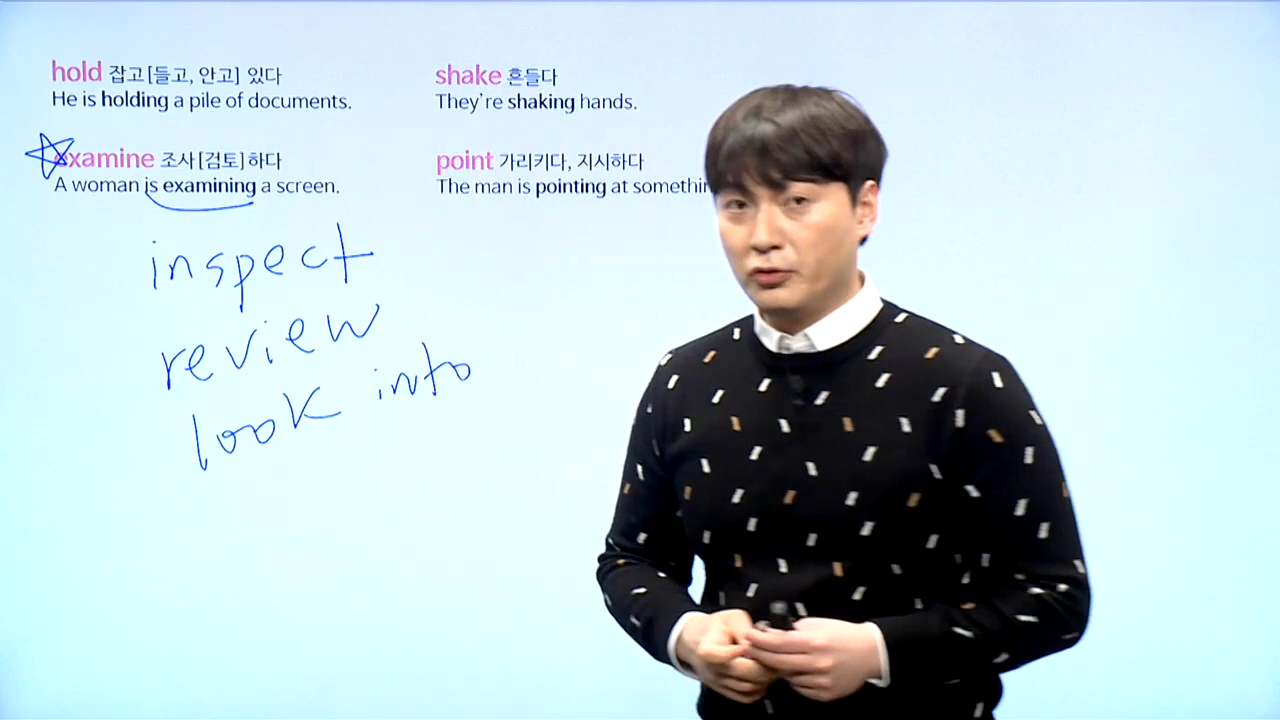 hold 잡고[들고, 안고] 있다
He is holding a pile of documents.
examine 조사[검토]하다
A woman is examining a screen.
inspect
review
look into
shake 흔들다
They're shaking hands.
point 가리키다, 지시하다
The man is pointing at somethin